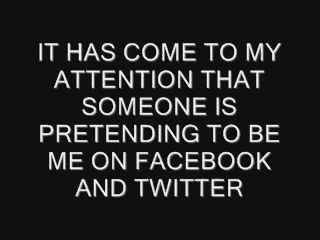 IT HAS COME TO MY
ATTENTION THAT
SOMEONE IS
PRETENDING TO BE
ME ON FACEBOOK
AND TWITTER